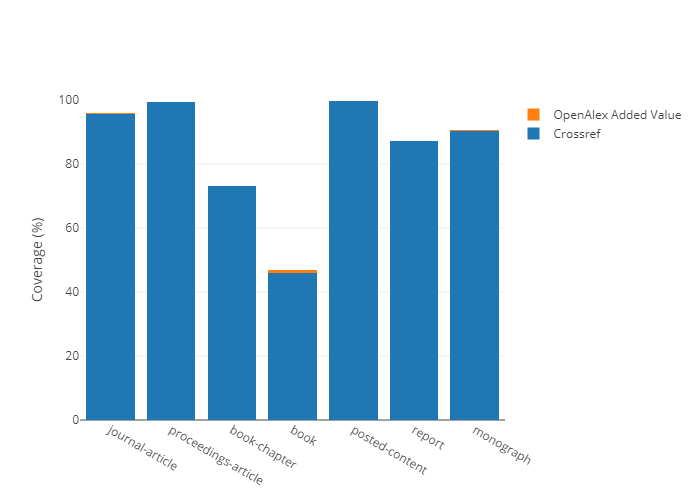 100
80
60
40
20
0
Coverage (%)
journal-article
proceedings-article
book-chapter
book
posted-content
report
monograph
OpenAlex Added Value
Crossref